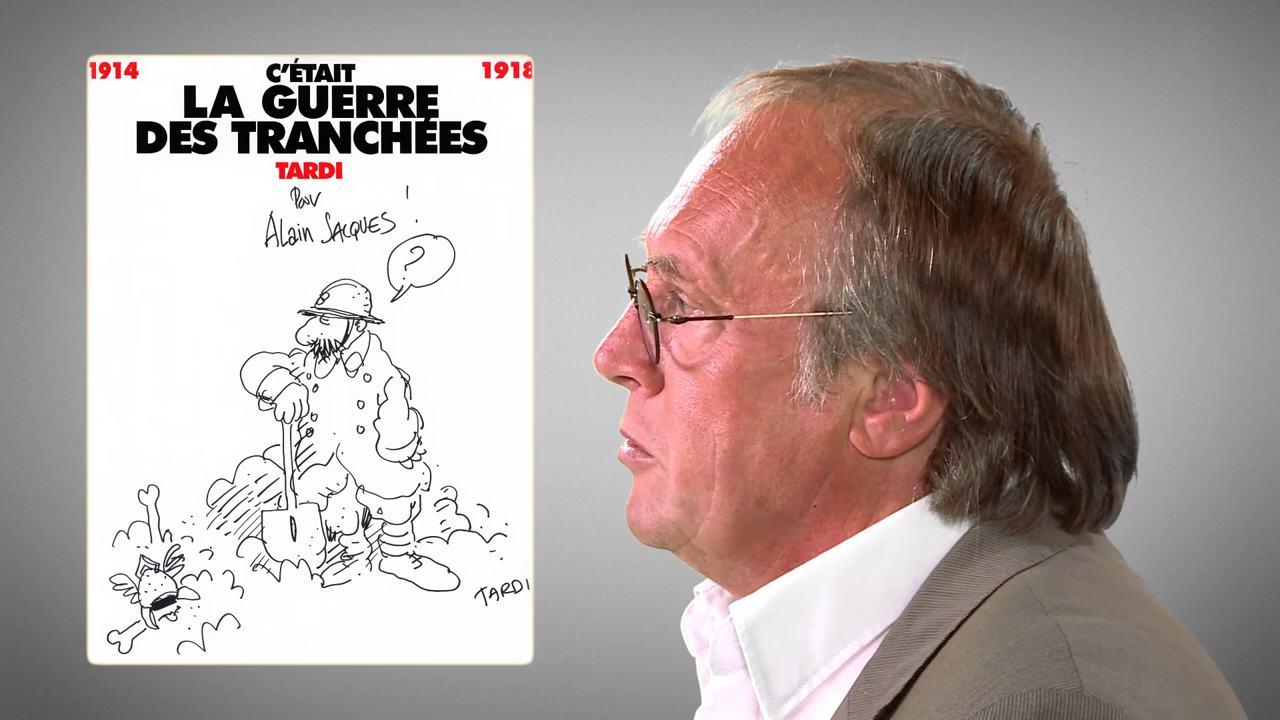 1914
1918
C'ÉTAIT
LA GUERRE
DES TRANCHÉES
TARDI
Pour
Alain JACQUES !
?
TARDI